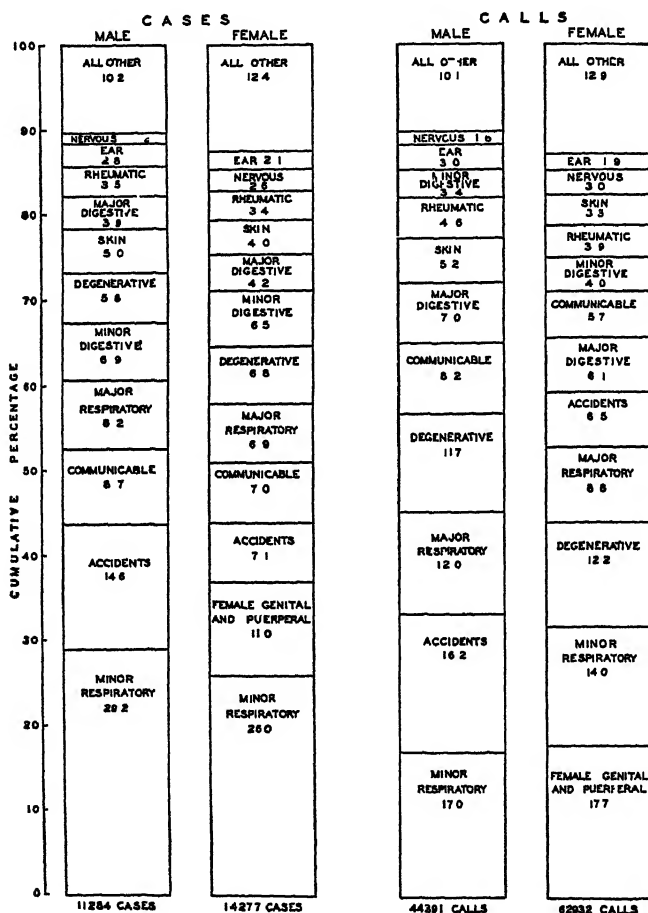 CASES
MALE
FEMALE
CALLS
MALE
FEMALE
CUMULATIVE PERCENTAGE
100
90
80
70
60
50
40
30
20
10
0
ALL OTHER
10 2
NERVOUS
EAR
2 8
RHEUMATIC
3 5
MAJOR
DIGESTIVE
3 9
SKIN
5 0
DEGENERATIVE
5 8
MINOR
DIGESTIVE
6 9
MAJOR
RESPIRATORY
8 2
COMMUNICABLE
8 7
ACCIDENTS
14 6
MINOR
RESPIRATORY
29 2
11284 CASES
ALL OTHER
12 4
EAR 2 1
NERVOUS
2 6
RHEUMATIC
3 4
SKIN
4 0
MAJOR
DIGESTIVE
4 2
MINOR
DIGESTIVE
6 5
DEGENERATIVE
6 8
MAJOR
RESPIRATORY
6 9
COMMUNICABLE
7 0
ACCIDENTS
7 1
FEMALE GENITAL
AND PUERPERAL
11 0
MINOR
RESPIRATORY
26 0
14277 CASES
ALL OTHER
10 1
NERVOUS 1 6
EAR
3 0
MINOR
DIGESTIVE
3 4
RHEUMATIC
4 6
SKIN
5 2
MAJOR
DIGESTIVE
7 0
COMMUNICABLE
8 2
DEGENERATIVE
11 7
MAJOR
RESPIRATORY
12 0
ACCIDENTS
16 2
MINOR
RESPIRATORY
17 0
44391 CALLS
ALL OTHER
12 9
EAR 1 9
NERVOUS
3 0
SKIN
3 3
RHEUMATIC
3 9
MINOR
DIGESTIVE
4 0
COMMUNICABLE
5 7
MAJOR
DIGESTIVE
6 1
ACCIDENTS
6 5
MAJOR
RESPIRATORY
8 8
DEGENERATIVE
12 2
MINOR
RESPIRATORY
14 0
FEMALE GENITAL
AND PUERPERAL
17 7
62932 CALLS